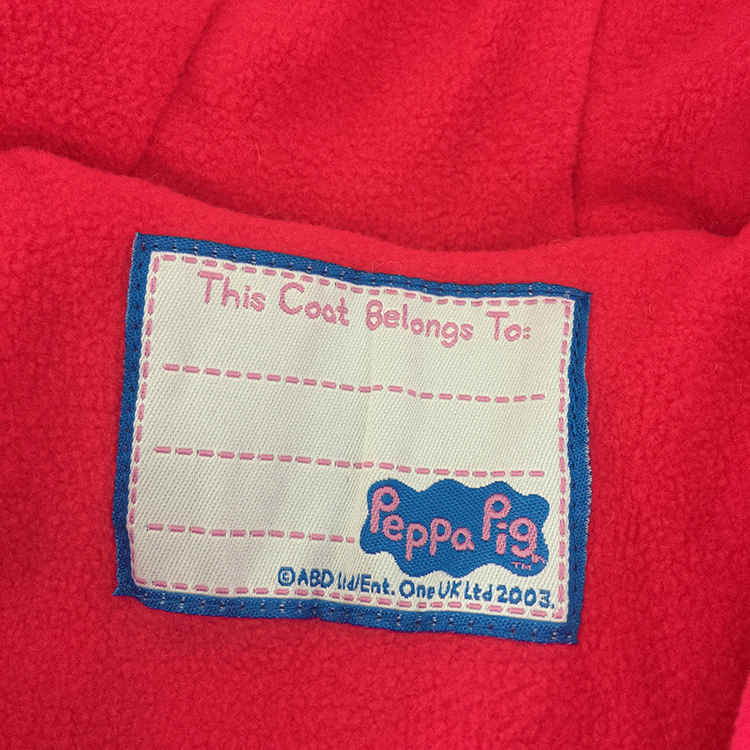 This Coat Belongs To:
Peppa Pig
TM
©ABD Ltd/Ent. One UK Ltd 2003.